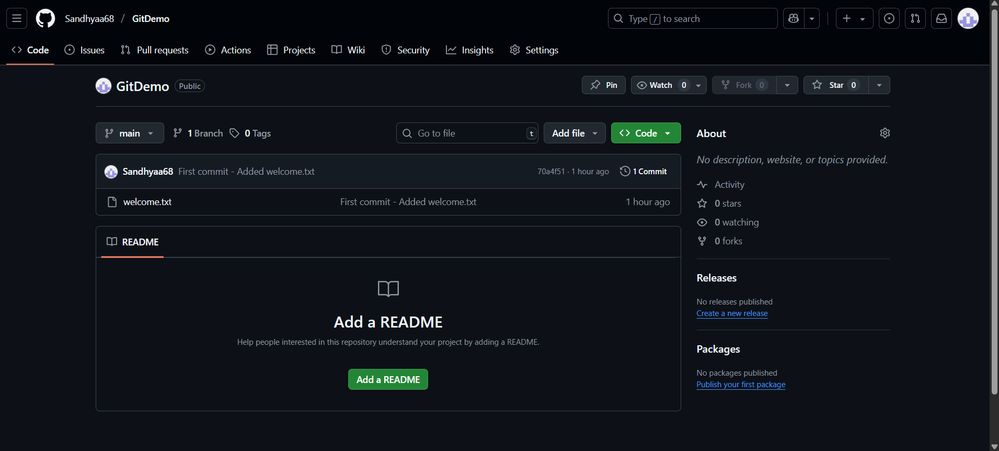 Sandhyaa68 / GitDemo
Type / to search
Code Issues Pull requests Actions Projects Wiki Security Insights Settings
GitDemo Public
Pin Watch 0 Fork 0 Star 0
main 1 Branch 0 Tags
Go to file t Add file Code
Sandhyaa68 First commit - Added welcome.txt 70a4f51 · 1 hour ago 1 Commit
welcome.txt First commit - Added welcome.txt 1 hour ago
README
Add a README
Help people interested in this repository understand your project by adding a README.
Add a README
About
No description, website, or topics provided.
Activity
0 stars
0 watching
0 forks
Releases
No releases published
Create a new release
Packages
No packages published
Publish your first package